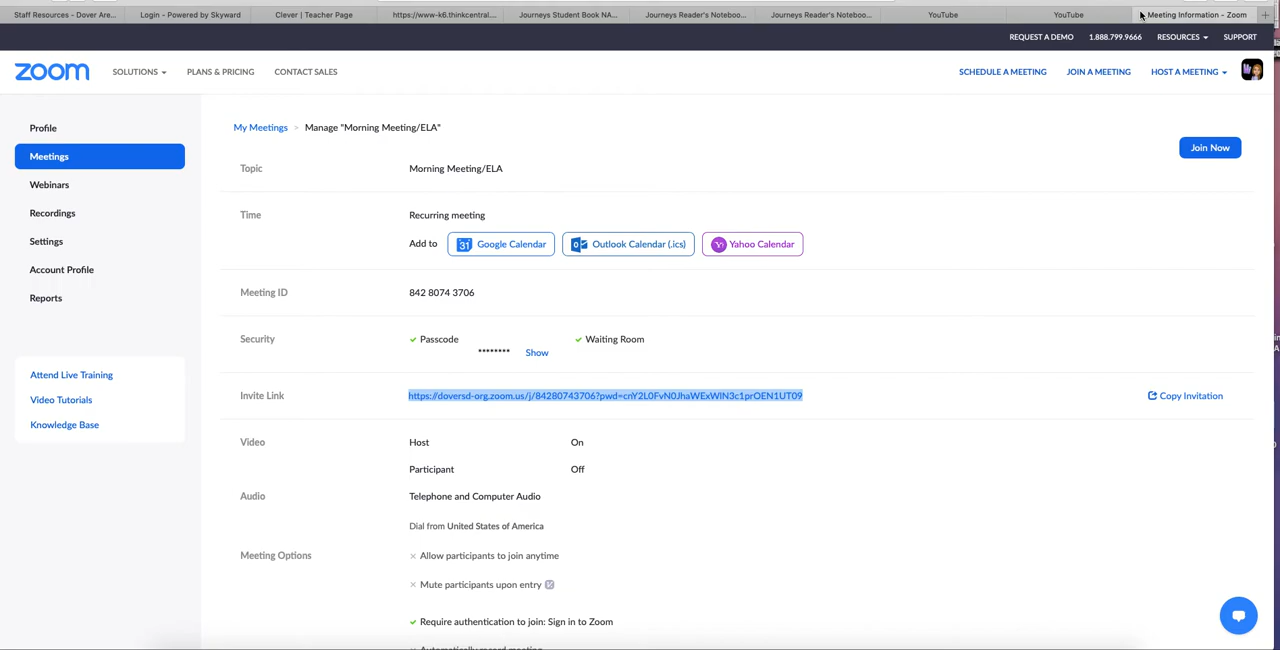 Staff Resources - Dover Are... Login - Powered by Skyward Clever | Teacher Page https://www-k6.thinkcentral.... Journeys Student Book NA... Journeys Reader's Noteboo... Journeys Reader's Noteboo... YouTube YouTube Meeting Information - Zoom
REQUEST A DEMO 1.888.799.9666 RESOURCES SUPPORT
zoom SOLUTIONS PLANS & PRICING CONTACT SALES SCHEDULE A MEETING JOIN A MEETING HOST A MEETING
Profile
Meetings
Webinars
Recordings
Settings
Account Profile
Reports
Attend Live Training
Video Tutorials
Knowledge Base
My Meetings > Manage "Morning Meeting/ELA"
Join Now
Topic Morning Meeting/ELA
Time Recurring meeting
Add to 31 Google Calendar Outlook Calendar (.ics) Yahoo Calendar
Meeting ID 842 8074 3706
Security Passcode ******** Show Waiting Room
Invite Link https://doversd-org.zoom.us/j/84280743706?pwd=cnY2L0FvN0JhaWExWlN3c1prOEN1UT09 Copy Invitation
Video Host On
Participant Off
Audio Telephone and Computer Audio
Dial from United States of America
Meeting Options Allow participants to join anytime
Mute participants upon entry
Require authentication to join: Sign in to Zoom
Automatically record meeting